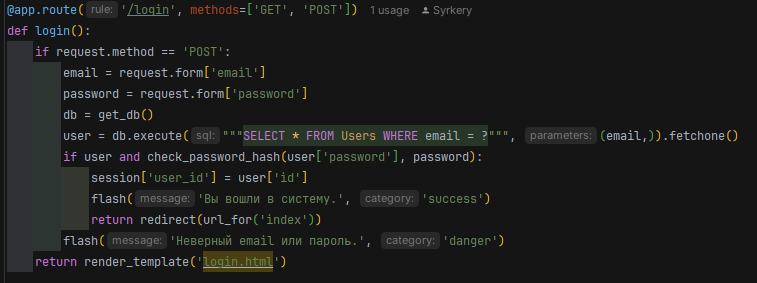 @app.route(rule: '/login', methods=['GET', 'POST']) 1 usage Syrkery
def login():
    if request.method == 'POST':
        email = request.form['email']
        password = request.form['password']
        db = get_db()
        user = db.execute(sql: """SELECT * FROM Users WHERE email = ?""", parameters: (email,)).fetchone()
        if user and check_password_hash(user['password'], password):
            session['user_id'] = user['id']
            flash(message: 'Вы вошли в систему.', category: 'success')
            return redirect(url_for('index'))
        flash(message: 'Неверный email или пароль.', category: 'danger')
    return render_template('login.html')